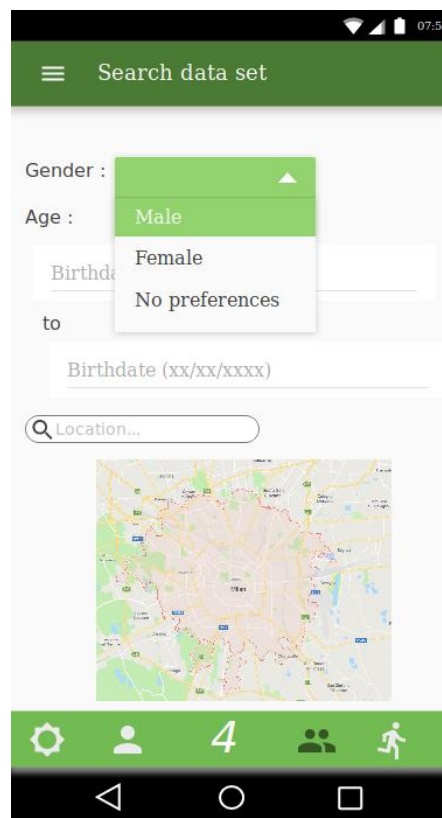 07:5
Search data set
Gender :
Age :
Male
Female
Birthda
No preferences
to
Birthdate (xx/xx/xxxx)
Location...
Milan
4